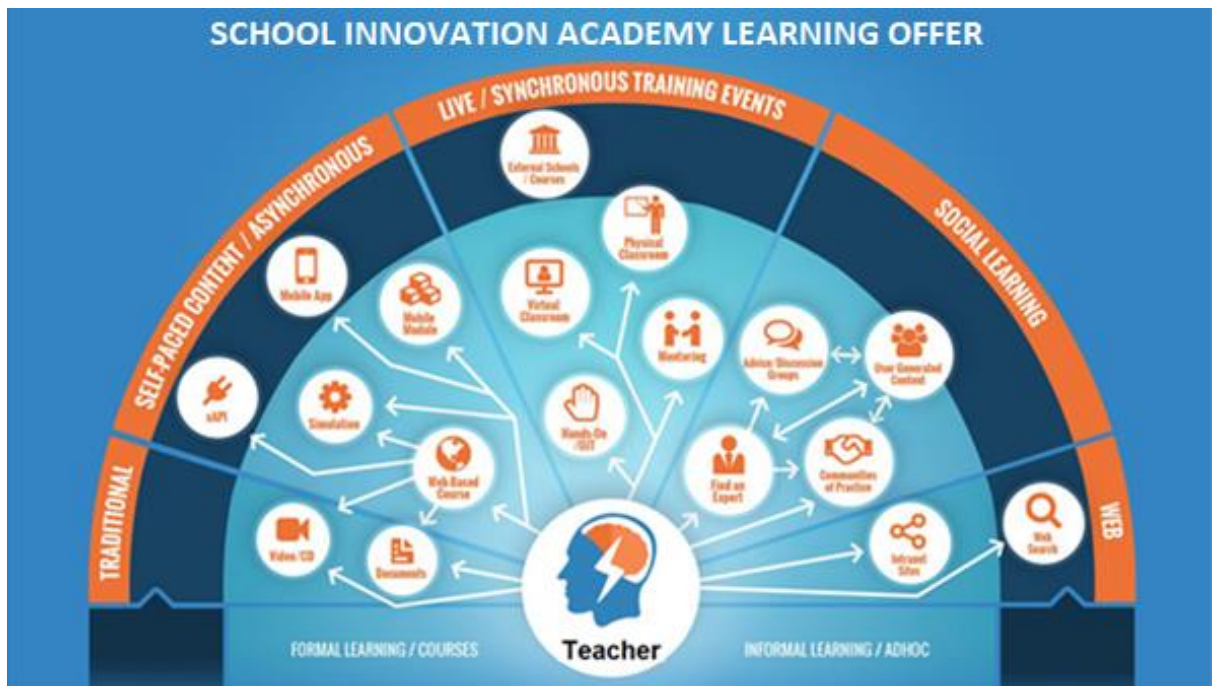 SCHOOL INNOVATION ACADEMY LEARNING OFFER
LIVE / SYNCHRONOUS TRAINING EVENTS
SELF-PACED CONTENT / ASYNCHRONOUS
SOCIAL LEARNING
TRADITIONAL
WEB
External Schools
/ Courses
Physical
Classroom
Mobile App
Mobile
Module
Virtual
Classroom
Mentoring
Advice/Discussion
Groups
User Generated
Content
xAPI
Simulation
Hands-On
/OJT
Web-Based
Course
Find an
Expert
Communities
of Practice
Video/CD
Documents
Intranet
Sites
Web
Search
FORMAL LEARNING / COURSES
Teacher
INFORMAL LEARNING / ADHOC